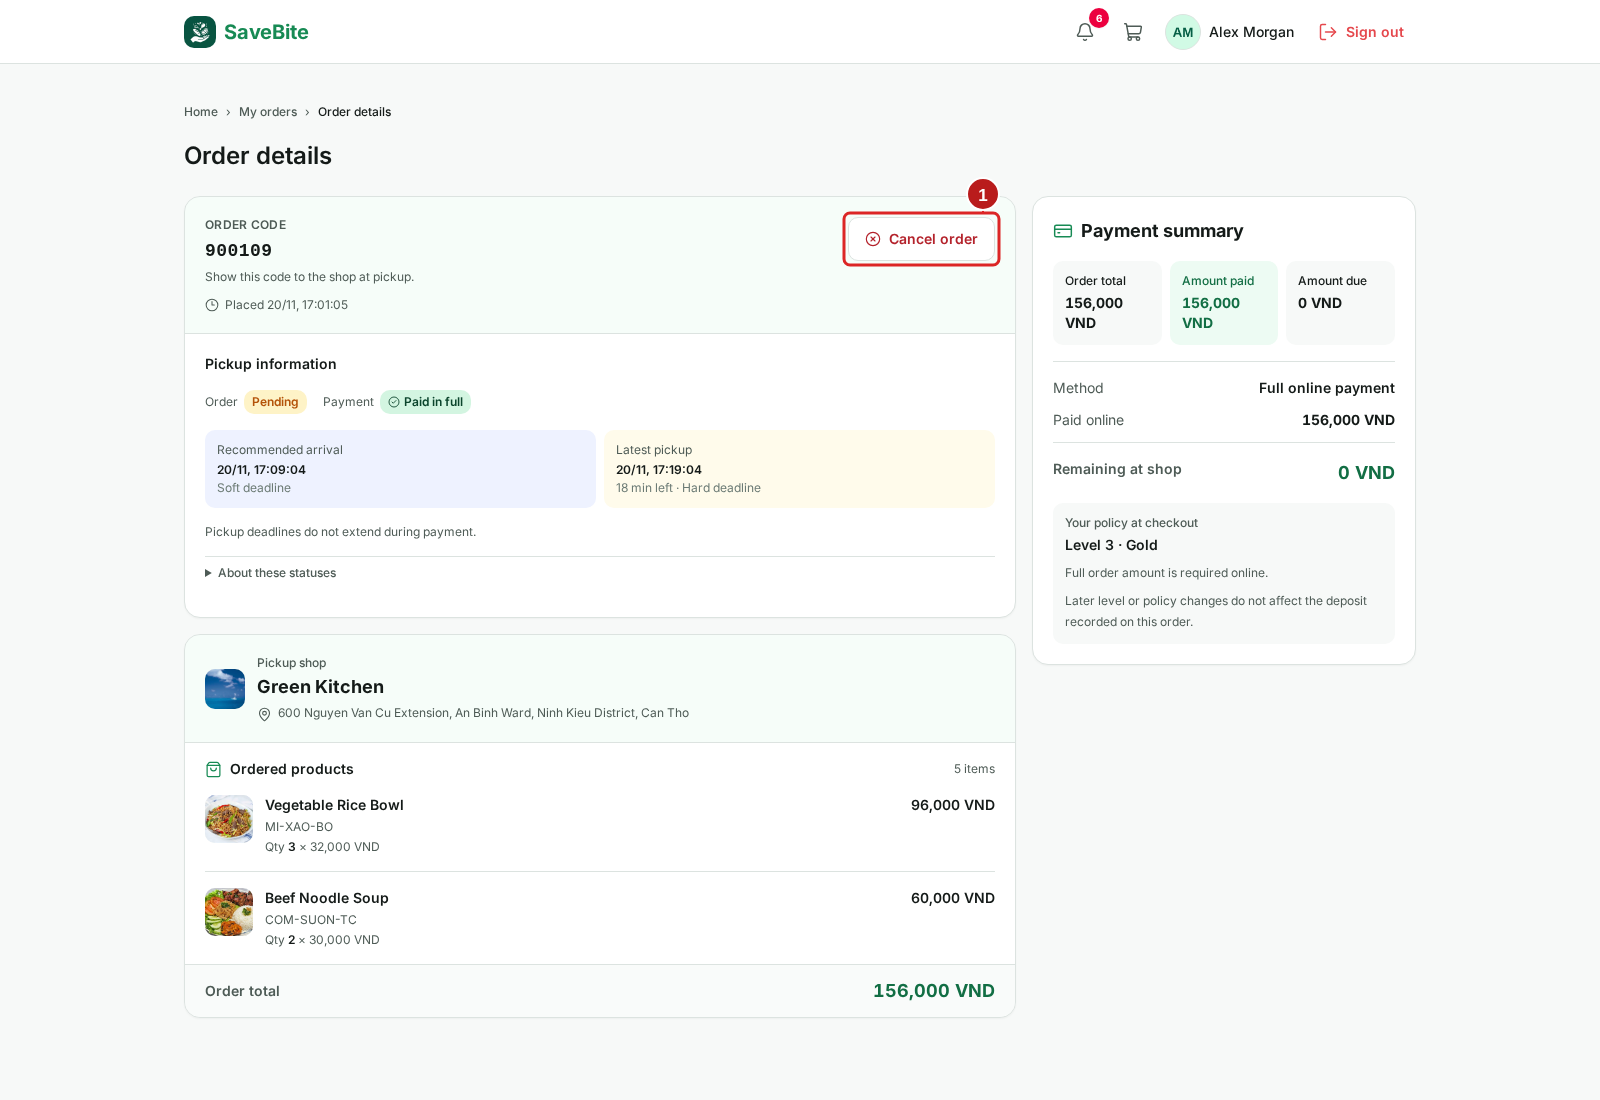 SaveBite
6
AM
Alex Morgan
Sign out
Home › My orders › Order details
Order details
1
ORDER CODE
900109
Show this code to the shop at pickup.
Placed 20/11, 17:01:05
Cancel order
Pickup information
Order Pending Payment Paid in full
Recommended arrival
20/11, 17:09:04
Soft deadline
Latest pickup
20/11, 17:19:04
18 min left · Hard deadline
Pickup deadlines do not extend during payment.
About these statuses
Pickup shop
Green Kitchen
600 Nguyen Van Cu Extension, An Binh Ward, Ninh Kieu District, Can Tho
Ordered products
5 items
Vegetable Rice Bowl
96,000 VND
MI-XAO-BO
Qty 3 × 32,000 VND
Beef Noodle Soup
60,000 VND
COM-SUON-TC
Qty 2 × 30,000 VND
Order total
156,000 VND
Payment summary
Order total
156,000
VND
Amount paid
156,000
VND
Amount due
0 VND
Method
Full online payment
Paid online
156,000 VND
Remaining at shop
0 VND
Your policy at checkout
Level 3 · Gold
Full order amount is required online.
Later level or policy changes do not affect the deposit
recorded on this order.